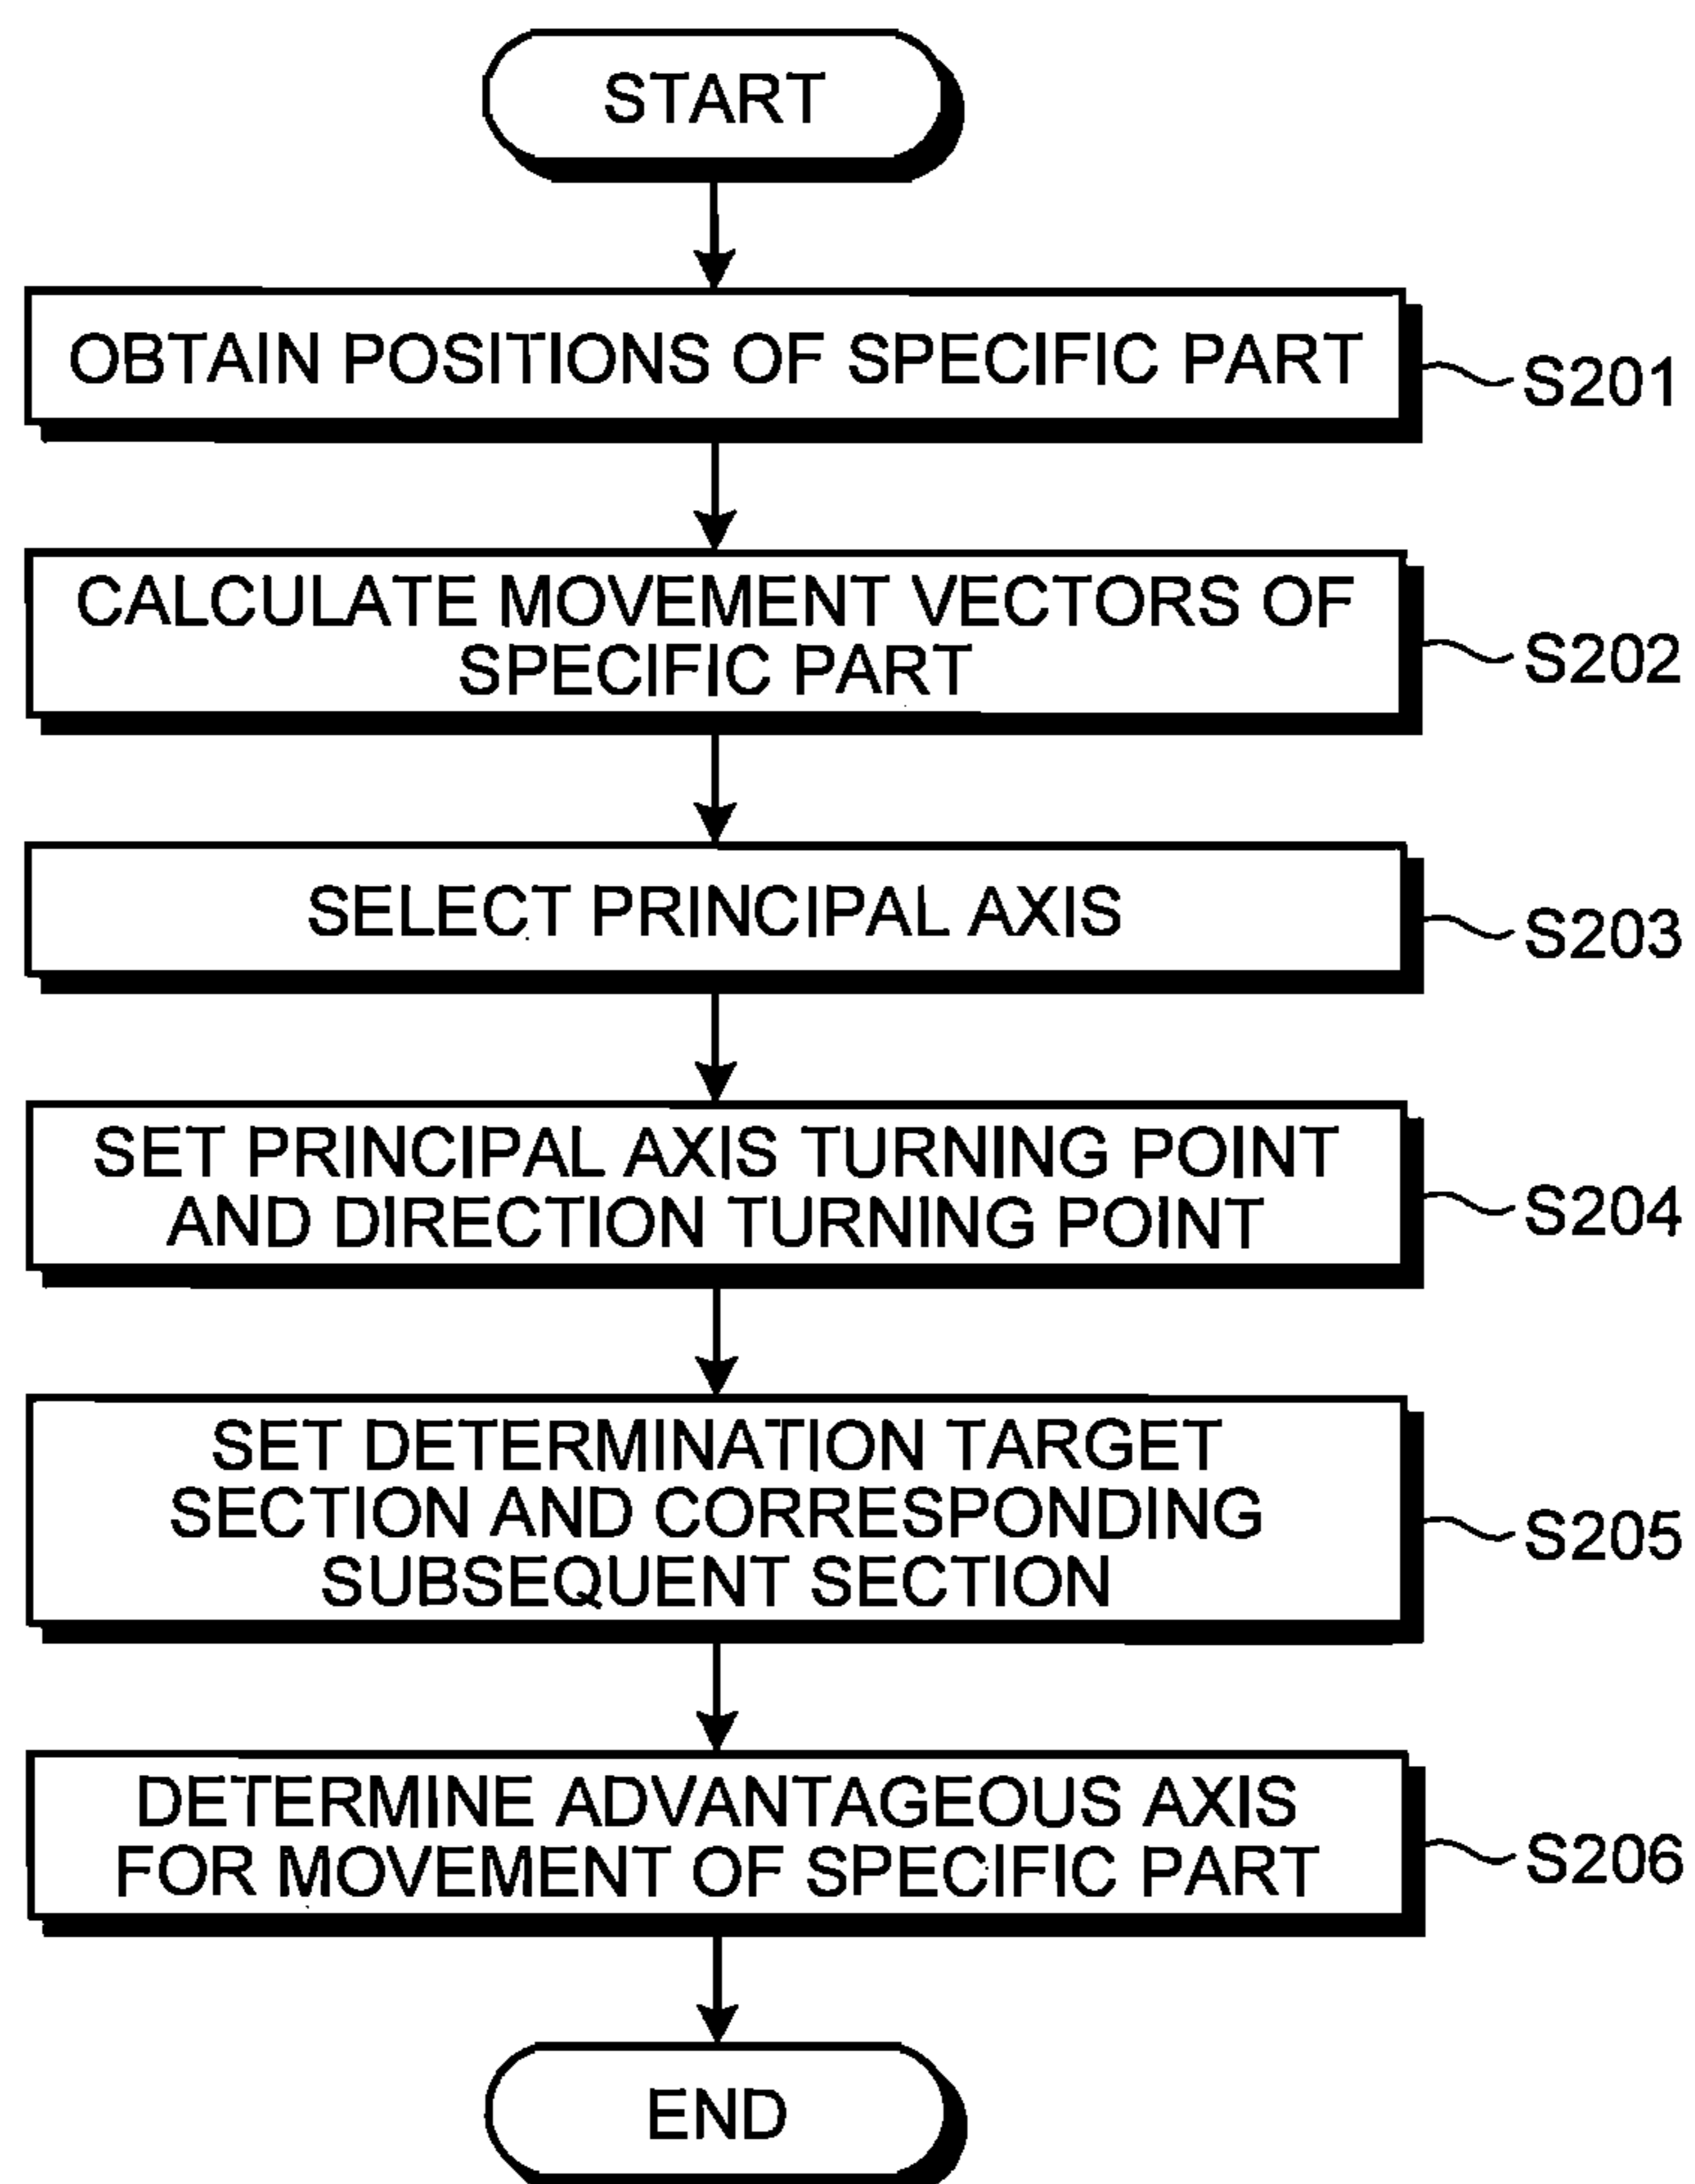 START
OBTAIN POSITIONS OF SPECIFIC PART
S201
CALCULATE MOVEMENT VECTORS OF
SPECIFIC PART
S202
SELECT PRINCIPAL AXIS
S203
SET PRINCIPAL AXIS TURNING POINT
AND DIRECTION TURNING POINT
S204
SET DETERMINATION TARGET
SECTION AND CORRESPONDING
SUBSEQUENT SECTION
S205
DETERMINE ADVANTAGEOUS AXIS
FOR MOVEMENT OF SPECIFIC PART
S206
END